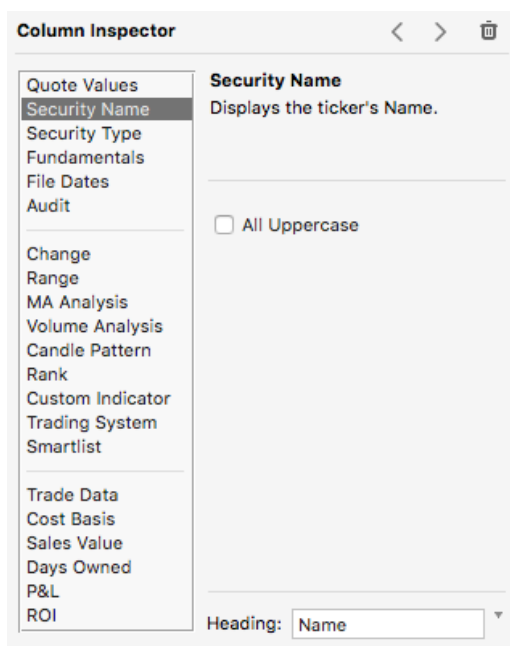 Column Inspector
Quote Values
Security Name
Security Type
Fundamentals
File Dates
Audit
Change
Range
MA Analysis
Volume Analysis
Candle Pattern
Rank
Custom Indicator
Trading System
Smartlist
Trade Data
Cost Basis
Sales Value
Days Owned
P&L
ROI
Security Name
Displays the ticker's Name.
All Uppercase
Heading: Name